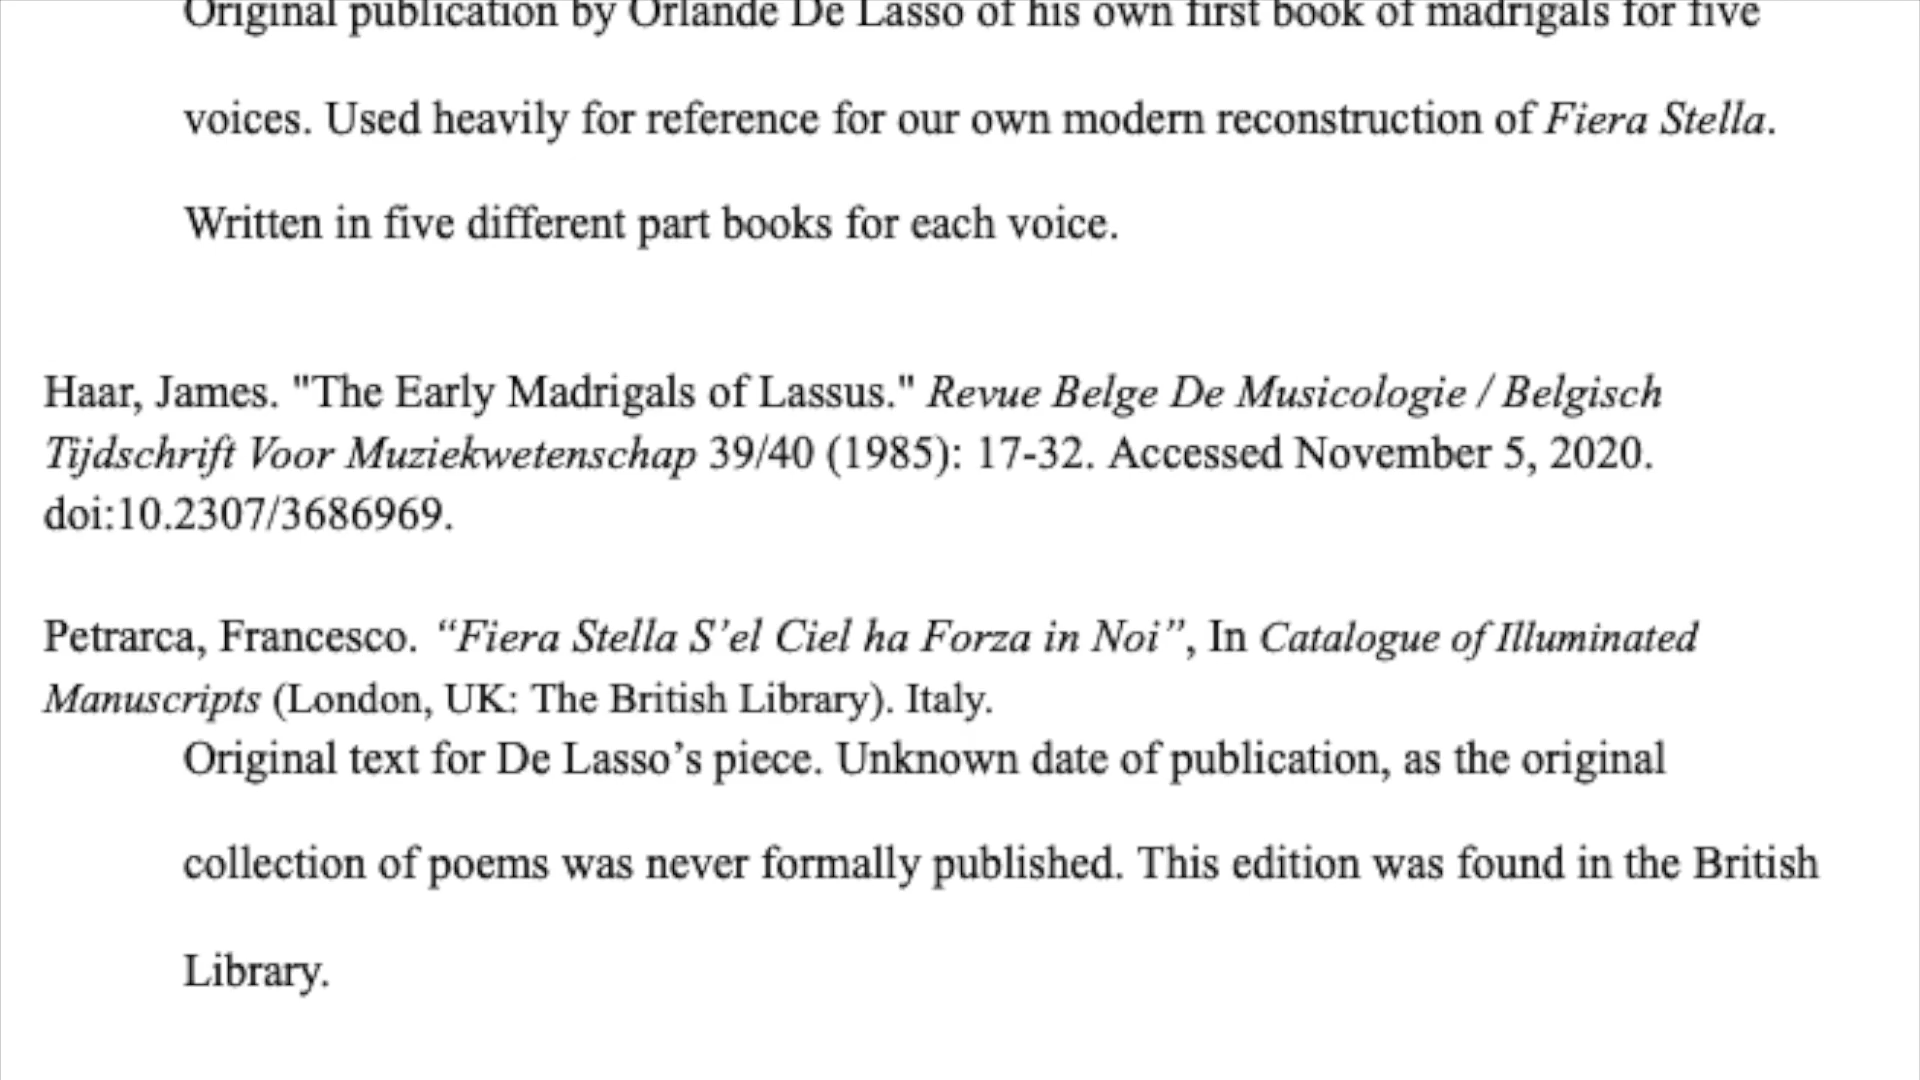 Original publication by Orlande De Lasso of his own first book of madrigals for five
voices. Used heavily for reference for our own modern reconstruction of Fiera Stella.
Written in five different part books for each voice.
Haar, James. "The Early Madrigals of Lassus." Revue Belge De Musicologie / Belgisch
Tijdschrift Voor Muziekwetenschap 39/40 (1985): 17-32. Accessed November 5, 2020.
doi:10.2307/3686969.
Petrarca, Francesco. “Fiera Stella S’el Ciel ha Forza in Noi”, In Catalogue of Illuminated
Manuscripts (London, UK: The British Library). Italy.
Original text for De Lasso’s piece. Unknown date of publication, as the original
collection of poems was never formally published. This edition was found in the British
Library.